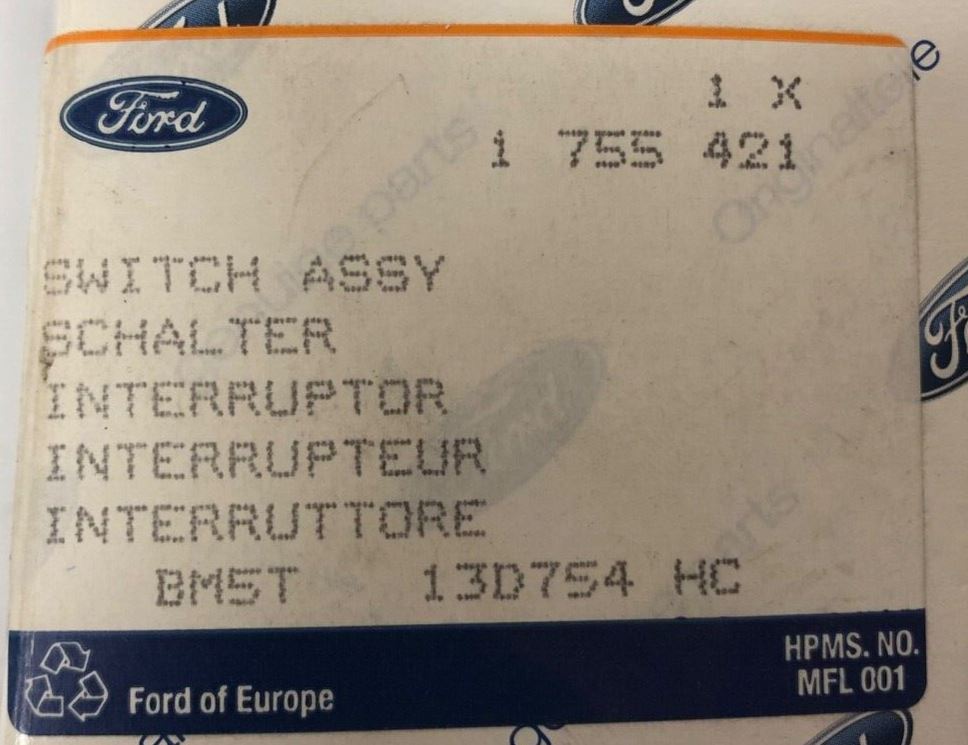 Ford
1 X
1 755 421
SWITCH ASSY
SCHALTER
INTERRUPTOR
INTERRUPTEUR
INTERRUTTORE
BM5T 13D754 HC
HPMS. NO.
MFL 001
Ford of Europe